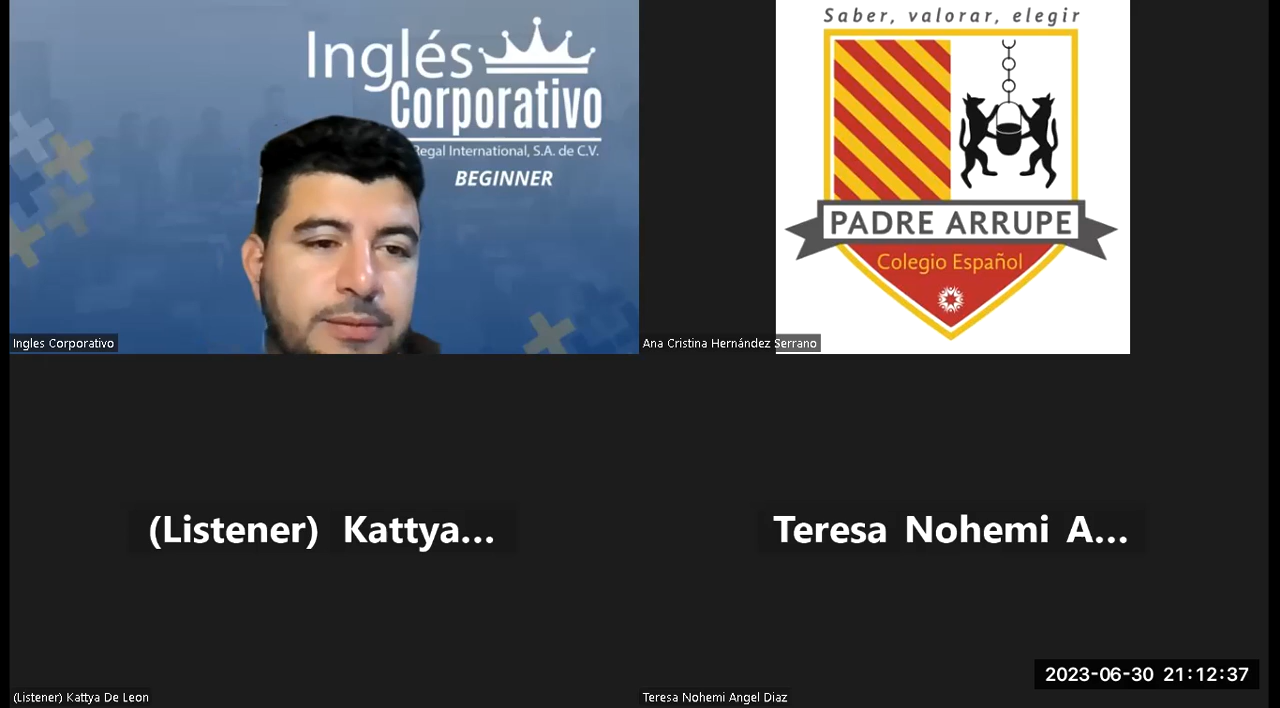 Inglés
Corporativo
Regal International, S.A. de C.V.
BEGINNER
Ingles Corporativo
Saber, valorar, elegir
PADRE ARRUPE
Colegio Español
Ana Cristina Hernández Serrano
(Listener) Kattya...
Teresa Nohemi A...
(Listener) Kattya De Leon
Teresa Nohemi Angel Diaz
2023-06-30 21:12:37